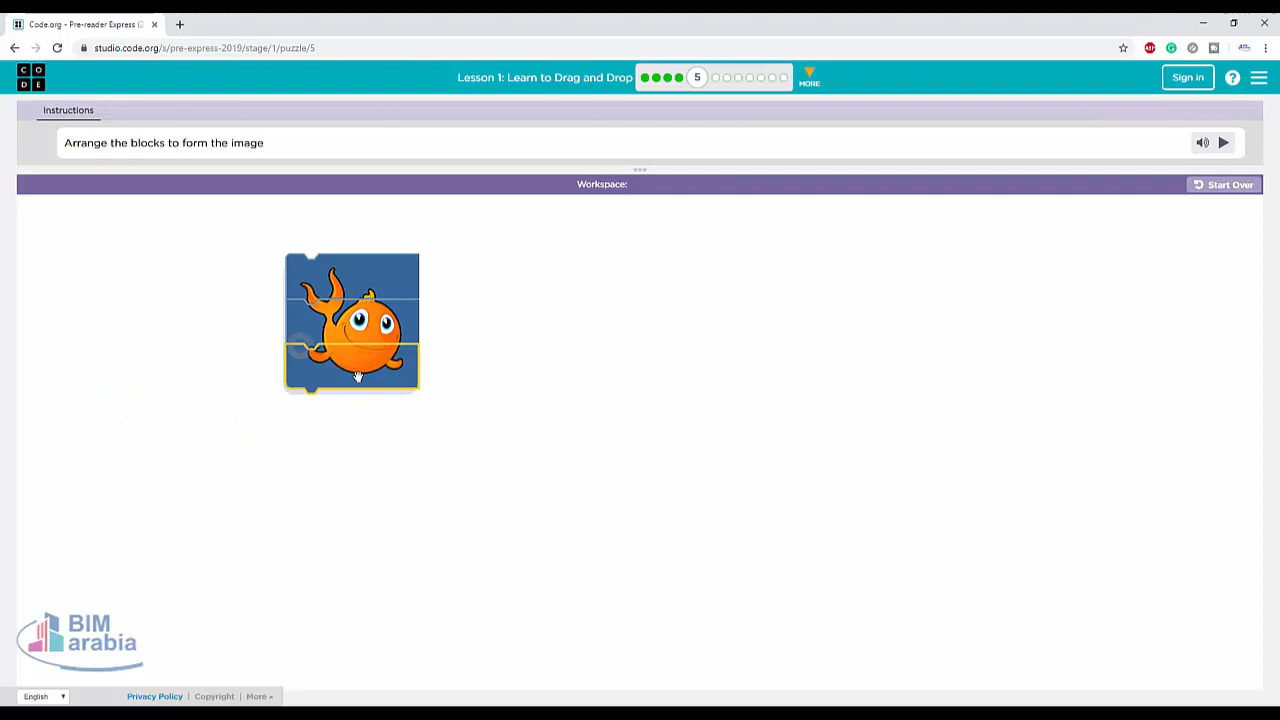 Code.org - Pre-reader Express (2
studio.code.org/s/pre-express-2019/stage/1/puzzle/5
C O
D E
Lesson 1: Learn to Drag and Drop
5
MORE
Sign in
Instructions
Arrange the blocks to form the image
Workspace:
Start Over
BIM
arabia
English
Privacy Policy | Copyright | More